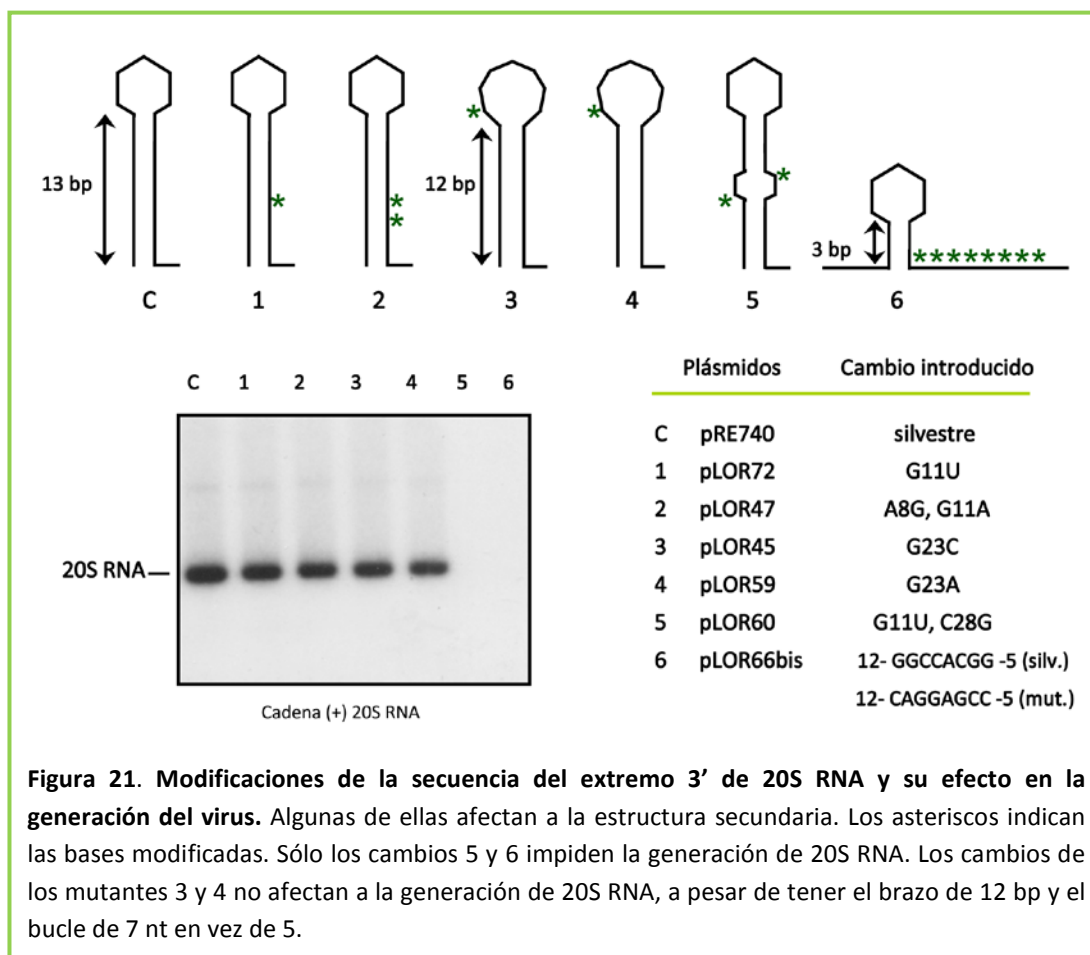 13 bp
12 bp
3 bp
*
*
*
*
*
*
*
********
C 1 2 3 4 5 6
C 1 2 3 4 5 6
20S RNA
Cadena (+) 20S RNA
Plásmidos Cambio introducido
C pRE740 silvestre
1 pLOR72 G11U
2 pLOR47 A8G, G11A
3 pLOR45 G23C
4 pLOR59 G23A
5 pLOR60 G11U, C28G
6 pLOR66bis 12- GGCCACGG -5 (silv.)
12- CAGGAGCC -5 (mut.)
Figura 21. Modificaciones de la secuencia del extremo 3’ de 20S RNA y su efecto en la
generación del virus. Algunas de ellas afectan a la estructura secundaria. Los asteriscos indican
las bases modificadas. Sólo los cambios 5 y 6 impiden la generación de 20S RNA. Los cambios de
los mutantes 3 y 4 no afectan a la generación de 20S RNA, a pesar de tener el brazo de 12 bp y el
bucle de 7 nt en vez de 5.